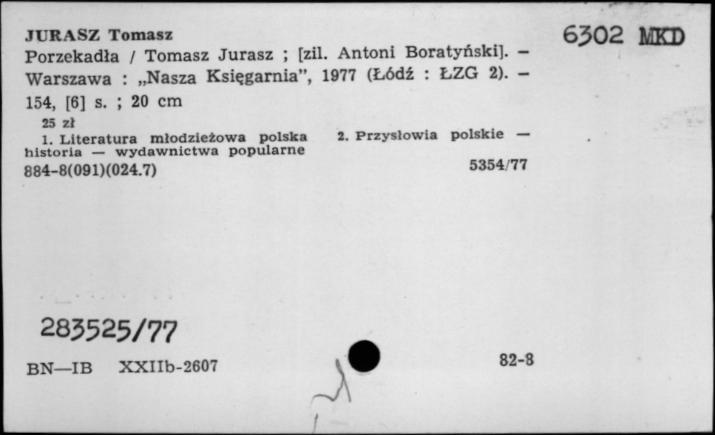 JURASZ Tomasz
6302 MKD
Porzekadła / Tomasz Jurasz ; [zil. Antoni Boratyński]. —
Warszawa : „Nasza Księgarnia”, 1977 (Łódź : ŁZG 2). —
154, [6] s. ; 20 cm
25 zł
1. Literatura młodzieżowa polska 2. Przysłowia polskie —
historia — wydawnictwa popularne
884-8(091)(024.7) 5354/77
283525/77
BN—IB XXIIb-2607 82-8